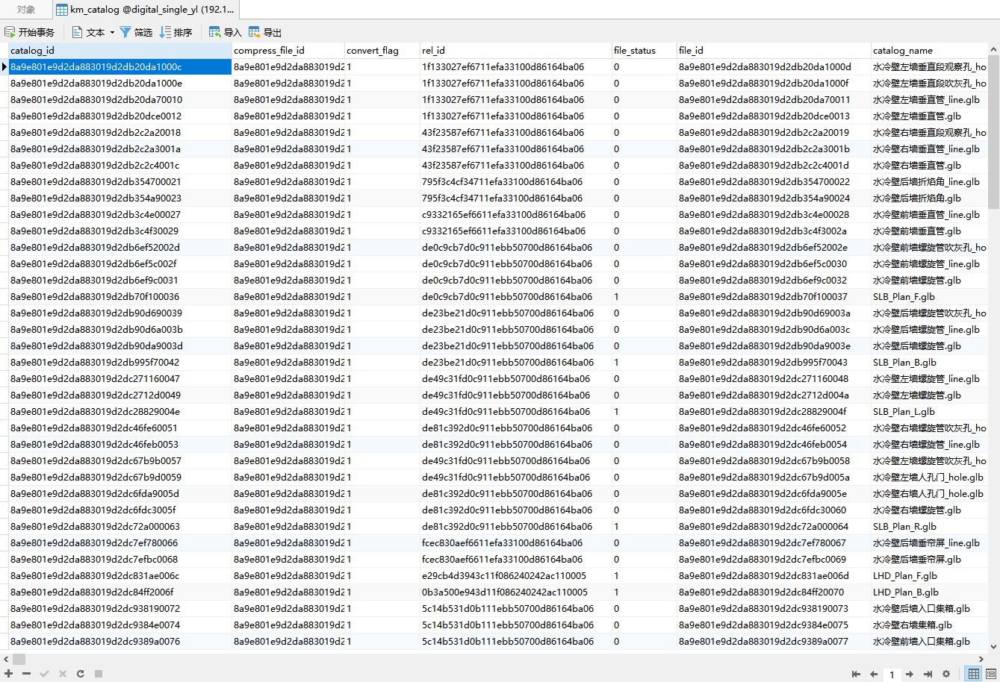 对象 km_catalog @digital_single_yl (192.1...
开始事务 文本 筛选 排序 导入 导出
catalog_id compress_file_id convert_flag rel_id file_status file_id catalog_name
8a9e801e9d2da883019d2db20da1000c 8a9e801e9d2da883019d2 1 1f133027ef6711efa33100d86164ba06 0 8a9e801e9d2da883019d2db20da1000d 水冷壁左墙垂直段观察孔_ho
8a9e801e9d2da883019d2db20da1000e 8a9e801e9d2da883019d2 1 1f133027ef6711efa33100d86164ba06 0 8a9e801e9d2da883019d2db20da1000f 水冷壁左墙垂直段吹灰孔_ho
8a9e801e9d2da883019d2db20da70010 8a9e801e9d2da883019d2 1 1f133027ef6711efa33100d86164ba06 0 8a9e801e9d2da883019d2db20da70011 水冷壁左墙垂直管_line.glb
8a9e801e9d2da883019d2db20dce0012 8a9e801e9d2da883019d2 1 1f133027ef6711efa33100d86164ba06 0 8a9e801e9d2da883019d2db20dce0013 水冷壁左墙垂直管.glb
8a9e801e9d2da883019d2db2c2a20018 8a9e801e9d2da883019d2 1 43f23587ef6711efa33100d86164ba06 0 8a9e801e9d2da883019d2db2c2a20019 水冷壁右墙垂直段观察孔_ho
8a9e801e9d2da883019d2db2c2a3001a 8a9e801e9d2da883019d2 1 43f23587ef6711efa33100d86164ba06 0 8a9e801e9d2da883019d2db2c2a3001b 水冷壁右墙垂直管_line.glb
8a9e801e9d2da883019d2db2c2c4001c 8a9e801e9d2da883019d2 1 43f23587ef6711efa33100d86164ba06 0 8a9e801e9d2da883019d2db2c2c4001d 水冷壁右墙垂直管.glb
8a9e801e9d2da883019d2db354700021 8a9e801e9d2da883019d2 1 795f3c4cf34711efa33100d86164ba06 0 8a9e801e9d2da883019d2db354700022 水冷壁后墙折焰角_line.glb
8a9e801e9d2da883019d2db354a90023 8a9e801e9d2da883019d2 1 795f3c4cf34711efa33100d86164ba06 0 8a9e801e9d2da883019d2db354a90024 水冷壁后墙折焰角.glb
8a9e801e9d2da883019d2db3c4e00027 8a9e801e9d2da883019d2 1 c9332165ef6711efa33100d86164ba06 0 8a9e801e9d2da883019d2db3c4e00028 水冷壁前墙垂直管_line.glb
8a9e801e9d2da883019d2db3c4f30029 8a9e801e9d2da883019d2 1 c9332165ef6711efa33100d86164ba06 0 8a9e801e9d2da883019d2db3c4f3002a 水冷壁前墙垂直管.glb
8a9e801e9d2da883019d2db6ef52002d 8a9e801e9d2da883019d2 1 de0c9cb7d0c911ebb50700d86164ba06 0 8a9e801e9d2da883019d2db6ef52002e 水冷壁前墙螺旋管吹灰孔_ho
8a9e801e9d2da883019d2db6ef5c002f 8a9e801e9d2da883019d2 1 de0c9cb7d0c911ebb50700d86164ba06 0 8a9e801e9d2da883019d2db6ef5c0030 水冷壁前墙螺旋管_line.glb
8a9e801e9d2da883019d2db6ef9c0031 8a9e801e9d2da883019d2 1 de0c9cb7d0c911ebb50700d86164ba06 0 8a9e801e9d2da883019d2db6ef9c0032 水冷壁前墙螺旋管.glb
8a9e801e9d2da883019d2db70f100036 8a9e801e9d2da883019d2 1 de0c9cb7d0c911ebb50700d86164ba06 1 8a9e801e9d2da883019d2db70f100037 SLB_Plan_F.glb
8a9e801e9d2da883019d2db90d690039 8a9e801e9d2da883019d2 1 de23be21d0c911ebb50700d86164ba06 0 8a9e801e9d2da883019d2db90d69003a 水冷壁后墙螺旋管吹灰孔_ho
8a9e801e9d2da883019d2db90d6a003b 8a9e801e9d2da883019d2 1 de23be21d0c911ebb50700d86164ba06 0 8a9e801e9d2da883019d2db90d6a003c 水冷壁后墙螺旋管_line.glb
8a9e801e9d2da883019d2db90da9003d 8a9e801e9d2da883019d2 1 de23be21d0c911ebb50700d86164ba06 0 8a9e801e9d2da883019d2db90da9003e 水冷壁后墙螺旋管.glb
8a9e801e9d2da883019d2db995f70042 8a9e801e9d2da883019d2 1 de23be21d0c911ebb50700d86164ba06 1 8a9e801e9d2da883019d2db995f70043 SLB_Plan_B.glb
8a9e801e9d2da883019d2dc271160047 8a9e801e9d2da883019d2 1 de49c31fd0c911ebb50700d86164ba06 0 8a9e801e9d2da883019d2dc271160048 水冷壁左墙螺旋管_line.glb
8a9e801e9d2da883019d2dc2712d0049 8a9e801e9d2da883019d2 1 de49c31fd0c911ebb50700d86164ba06 0 8a9e801e9d2da883019d2dc2712d004a 水冷壁左墙螺旋管.glb
8a9e801e9d2da883019d2dc28829004e 8a9e801e9d2da883019d2 1 de49c31fd0c911ebb50700d86164ba06 1 8a9e801e9d2da883019d2dc28829004f SLB_Plan_L.glb
8a9e801e9d2da883019d2dc46fe60051 8a9e801e9d2da883019d2 1 de81c392d0c911ebb50700d86164ba06 0 8a9e801e9d2da883019d2dc46fe60052 水冷壁右墙螺旋管吹灰孔_ho
8a9e801e9d2da883019d2dc46feb0053 8a9e801e9d2da883019d2 1 de81c392d0c911ebb50700d86164ba06 0 8a9e801e9d2da883019d2dc46feb0054 水冷壁右墙螺旋管_line.glb
8a9e801e9d2da883019d2dc67b9b0057 8a9e801e9d2da883019d2 1 de49c31fd0c911ebb50700d86164ba06 0 8a9e801e9d2da883019d2dc67b9b0058 水冷壁左墙螺旋管吹灰孔_ho
8a9e801e9d2da883019d2dc67b9d0059 8a9e801e9d2da883019d2 1 de49c31fd0c911ebb50700d86164ba06 0 8a9e801e9d2da883019d2dc67b9d005a 水冷壁左墙人孔门_hole.glb
8a9e801e9d2da883019d2dc6fda9005d 8a9e801e9d2da883019d2 1 de81c392d0c911ebb50700d86164ba06 0 8a9e801e9d2da883019d2dc6fda9005e 水冷壁右墙人孔门_hole.glb
8a9e801e9d2da883019d2dc6fdc3005f 8a9e801e9d2da883019d2 1 de81c392d0c911ebb50700d86164ba06 0 8a9e801e9d2da883019d2dc6fdc30060 水冷壁右墙螺旋管.glb
8a9e801e9d2da883019d2dc72a000063 8a9e801e9d2da883019d2 1 de81c392d0c911ebb50700d86164ba06 1 8a9e801e9d2da883019d2dc72a000064 SLB_Plan_R.glb
8a9e801e9d2da883019d2dc7ef780066 8a9e801e9d2da883019d2 1 fcec830aef6611efa33100d86164ba06 0 8a9e801e9d2da883019d2dc7ef780067 水冷壁后墙垂帘屏_line.glb
8a9e801e9d2da883019d2dc7efbc0068 8a9e801e9d2da883019d2 1 fcec830aef6611efa33100d86164ba06 0 8a9e801e9d2da883019d2dc7efbc0069 水冷壁后墙垂帘屏.glb
8a9e801e9d2da883019d2dc831ae006c 8a9e801e9d2da883019d2 1 e29cb4d3943c11f086240242ac110005 1 8a9e801e9d2da883019d2dc831ae006d LHD_Plan_F.glb
8a9e801e9d2da883019d2dc84ff2006f 8a9e801e9d2da883019d2 1 0b3a500e943d11f086240242ac110005 1 8a9e801e9d2da883019d2dc84ff20070 LHD_Plan_B.glb
8a9e801e9d2da883019d2dc938190072 8a9e801e9d2da883019d2 1 5c14b531d0b111ebb50700d86164ba06 0 8a9e801e9d2da883019d2dc938190073 水冷壁后墙入口集箱.glb
8a9e801e9d2da883019d2dc9384e0074 8a9e801e9d2da883019d2 1 5c14b531d0b111ebb50700d86164ba06 0 8a9e801e9d2da883019d2dc9384e0075 水冷壁右墙集箱.glb
8a9e801e9d2da883019d2dc9389a0076 8a9e801e9d2da883019d2 1 5c14b531d0b111ebb50700d86164ba06 0 8a9e801e9d2da883019d2dc9389a0077 水冷壁前墙入口集箱.glb
1